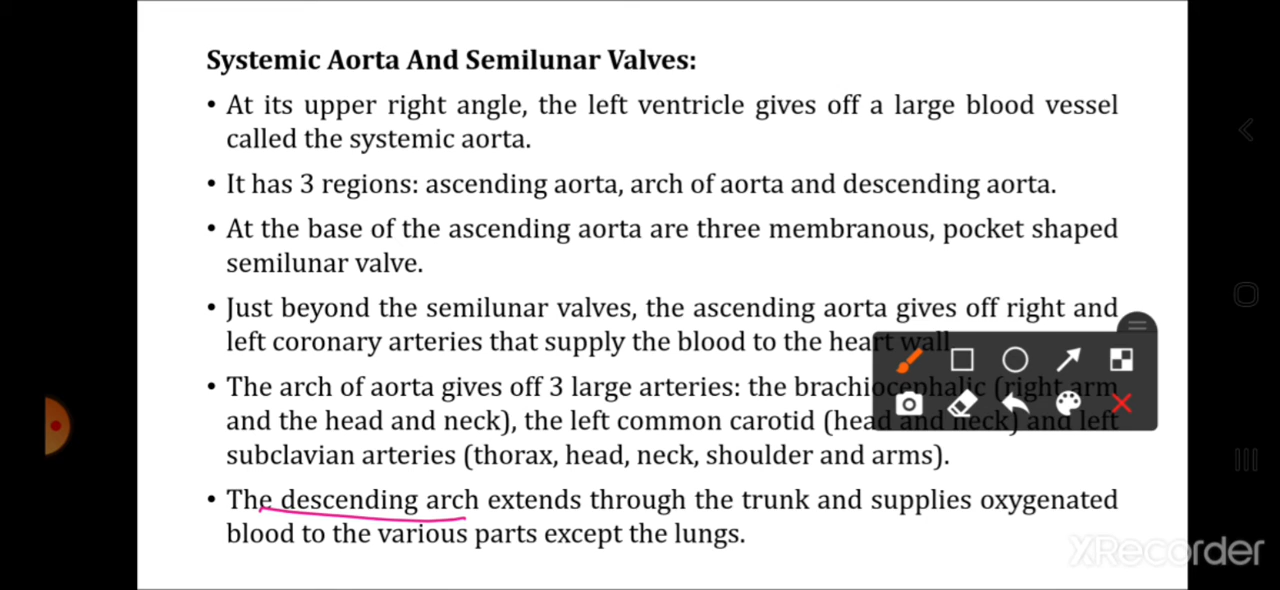 Systemic Aorta And Semilunar Valves:
• At its upper right angle, the left ventricle gives off a large blood vessel
called the systemic aorta.
• It has 3 regions: ascending aorta, arch of aorta and descending aorta.
• At the base of the ascending aorta are three membranous, pocket shaped
semilunar valve.
• Just beyond the semilunar valves, the ascending aorta gives off right and
left coronary arteries that supply the blood to the heart wall.
• The arch of aorta gives off 3 large arteries: the brachiocephalic (right arm
and the head and neck), the left common carotid (head and neck) and left
subclavian arteries (thorax, head, neck, shoulder and arms).
• The descending arch extends through the trunk and supplies oxygenated
blood to the various parts except the lungs.
XRecorder